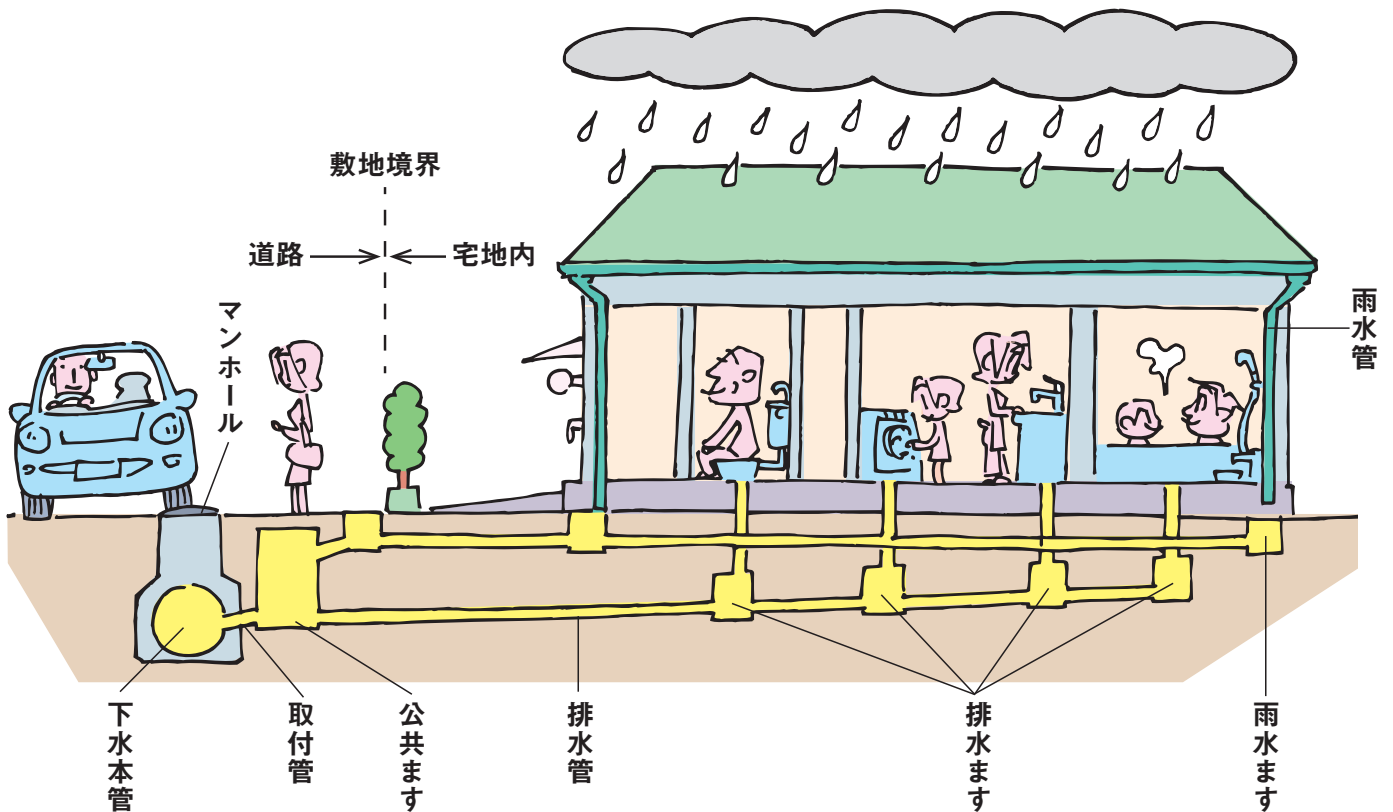 敷地境界
道路
宅地内
マンホール
雨水管
下水本管
取付管
公共ます
排水管
排水ます
雨水ます